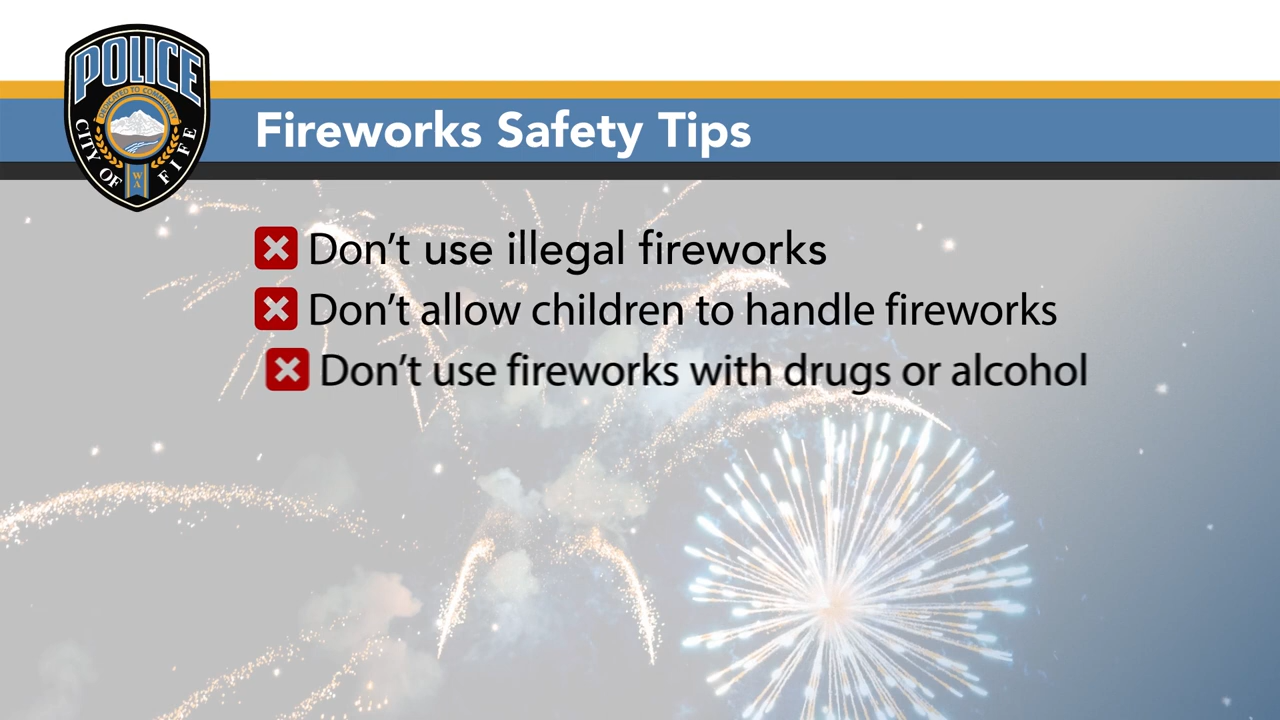 POLICE
DEDICATED TO COMMUNITY
CITY OF FIFE
WA
Fireworks Safety Tips
Don't use illegal fireworks
Don't allow children to handle fireworks
Don't use fireworks with drugs or alcohol